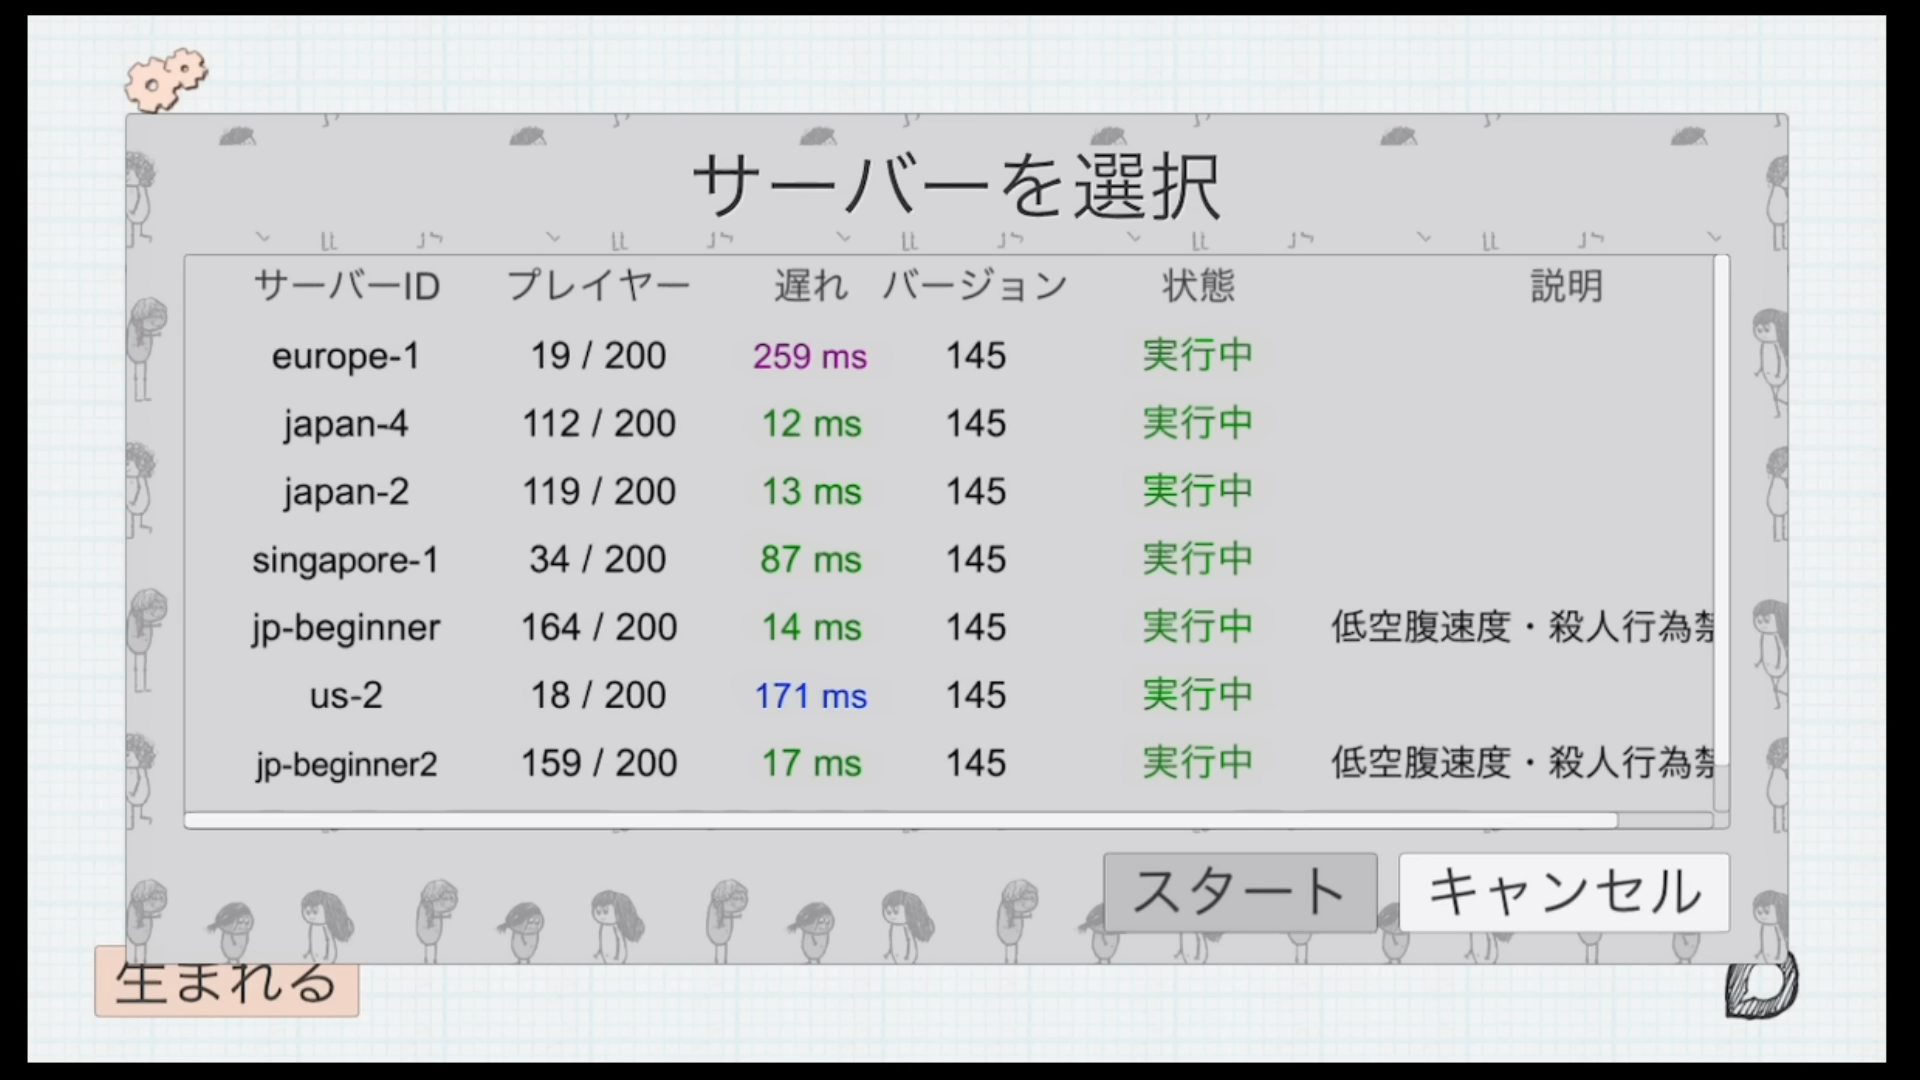 サーバーを選択
サーバーID プレイヤー 遅れ バージョン 状態 説明
europe-1 19 / 200 259 ms 145 実行中
japan-4 112 / 200 12 ms 145 実行中
japan-2 119 / 200 13 ms 145 実行中
singapore-1 34 / 200 87 ms 145 実行中
jp-beginner 164 / 200 14 ms 145 実行中 低空腹速度・殺人行為禁
us-2 18 / 200 171 ms 145 実行中
jp-beginner2 159 / 200 17 ms 145 実行中 低空腹速度・殺人行為禁
スタート キャンセル
生まれる